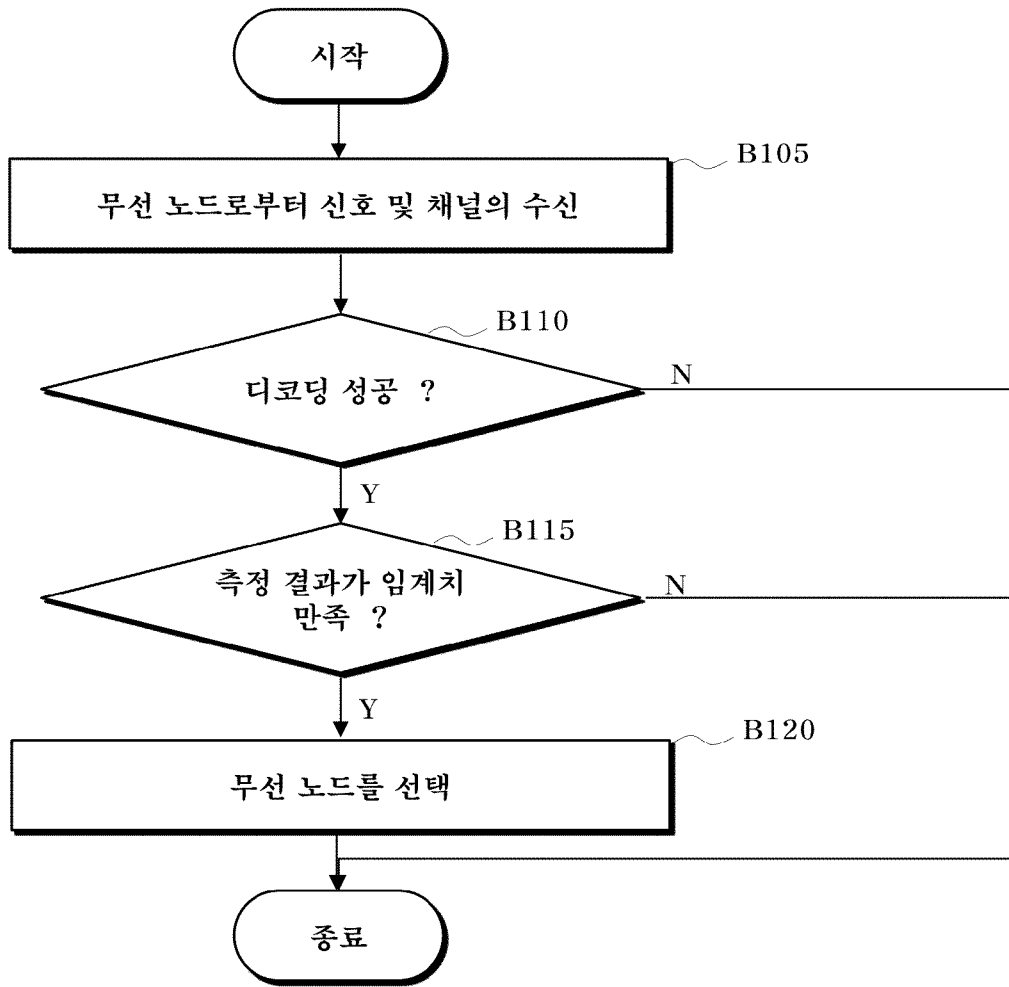 시작
B105
무선 노드로부터 신호 및 채널의 수신
B110
디코딩 성공 ?
N
Y
B115
측정 결과가 임계치
만족 ?
N
Y
B120
무선 노드를 선택
종료